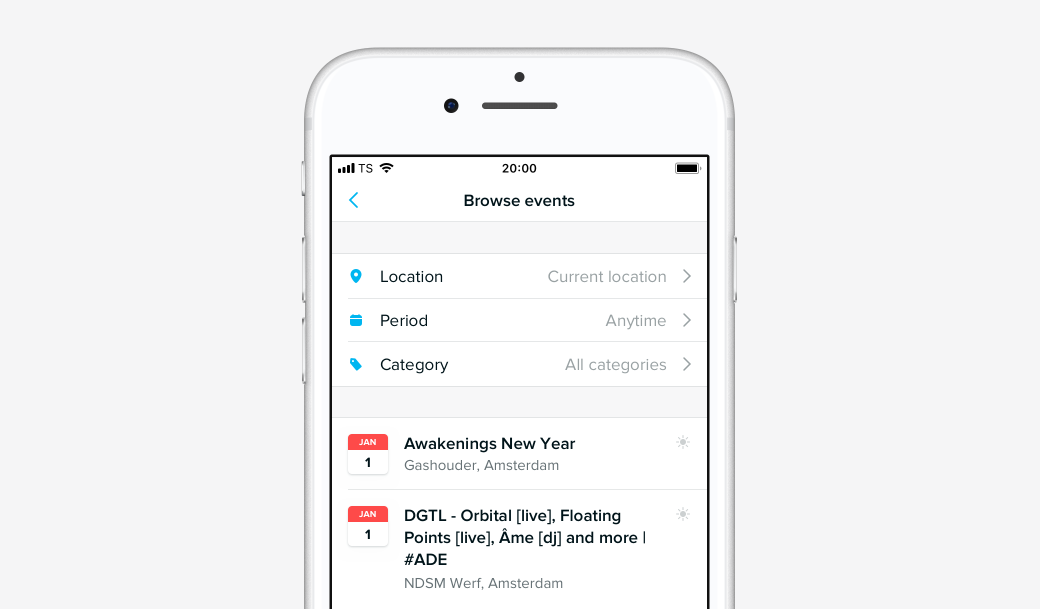 TS 20:00
Browse events
Location Current location
Period Anytime
Category All categories
JAN
1
Awakenings New Year
Gashouder, Amsterdam
JAN
1
DGTL - Orbital [live], Floating
Points [live], Âme [dj] and more |
#ADE
NDSM Werf, Amsterdam